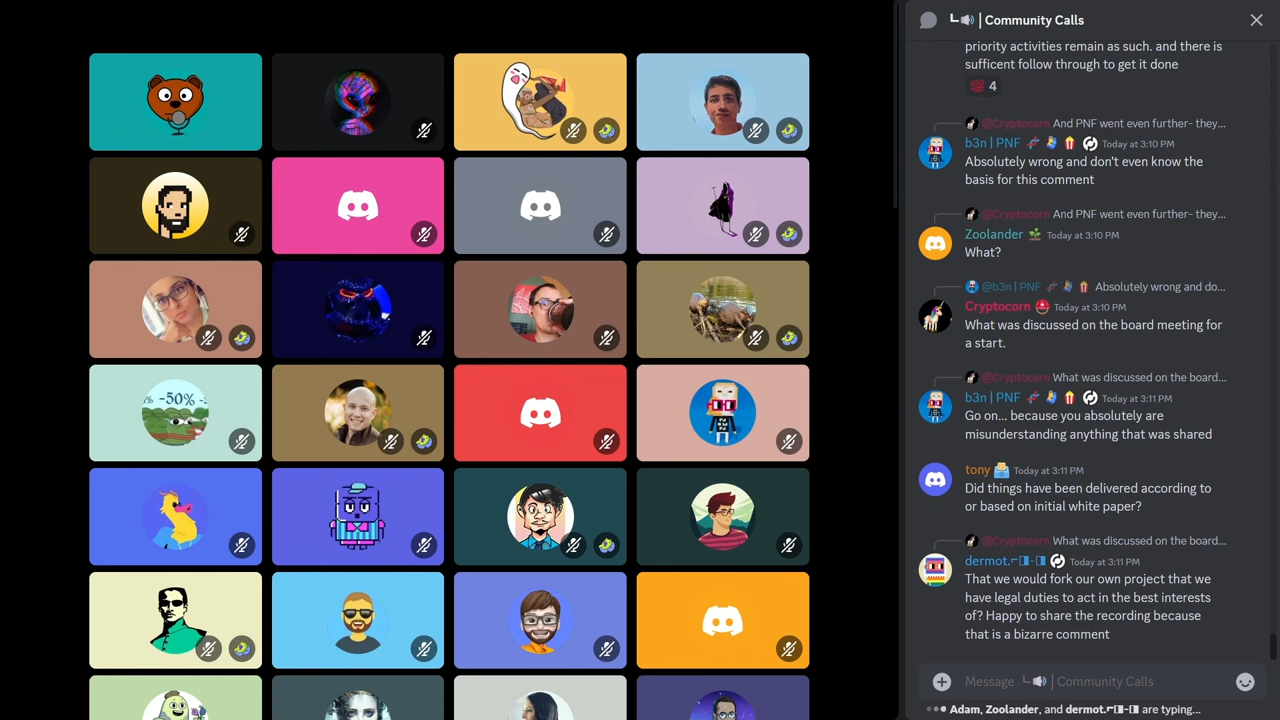 -50%
Community Calls
priority activities remain as such. and there is
sufficent follow through to get it done
4
@Cryptocorn And PNF went even further- they...
b3n | PNF Today at 3:10 PM
Absolutely wrong and don't even know the
basis for this comment
@Cryptocorn And PNF went even further- they...
Zoolander Today at 3:10 PM
What?
@b3n | PNF Absolutely wrong and do...
Cryptocorn Today at 3:10 PM
What was discussed on the board meeting for
a start.
@Cryptocorn What was discussed on the board...
b3n | PNF Today at 3:11 PM
Go on... because you absolutely are
misunderstanding anything that was shared
tony Today at 3:11 PM
Did things have been delivered according to
or based on initial white paper?
@Cryptocorn What was discussed on the board...
dermot.⌐◨-◨ Today at 3:11 PM
That we would fork our own project that we
have legal duties to act in the best interests
of? Happy to share the recording because
that is a bizarre comment
Message └🔊 | Community Calls
Adam, Zoolander, and dermot.⌐◨-◨ are typing...